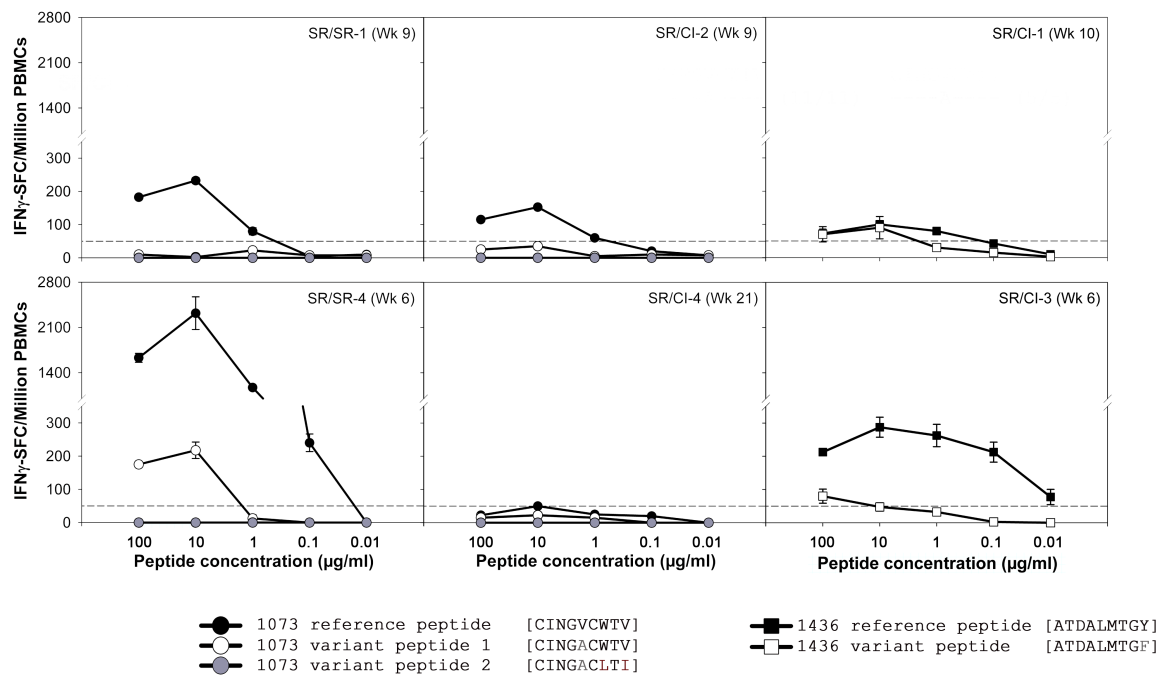 IFNγ-SFC/Million PBMCs
2800
2100
1400
300
200
100
0
SR/SR-1 (Wk 9)
SR/CI-2 (Wk 9)
SR/CI-1 (Wk 10)
IFNγ-SFC/Million PBMCs
2800
2100
1400
300
200
100
0
SR/SR-4 (Wk 6)
SR/CI-4 (Wk 21)
SR/CI-3 (Wk 6)
100 10 1 0.1 0.01
100 10 1 0.1 0.01
100 10 1 0.1 0.01
Peptide concentration (µg/ml)
Peptide concentration (µg/ml)
Peptide concentration (µg/ml)
1073 reference peptide [CINGVCWTV]
1073 variant peptide 1 [CINGACWTV]
1073 variant peptide 2 [CINGACLTI]
1436 reference peptide [ATDALMTGY]
1436 variant peptide [ATDALMTGF]